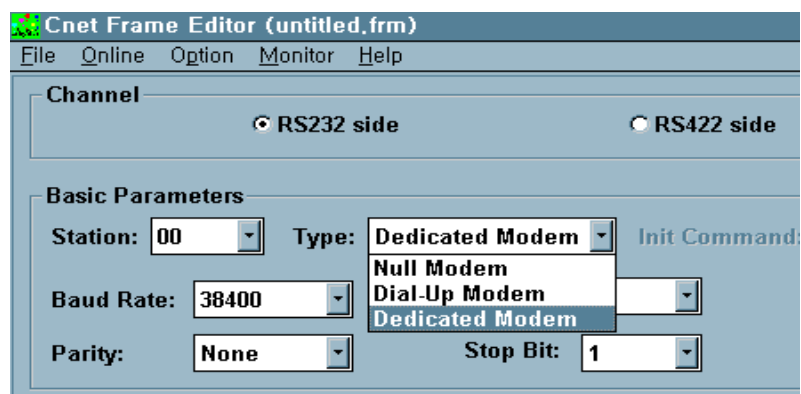 Cnet Frame Editor (untitled.frm)
File Online Option Monitor Help
Channel
RS232 side RS422 side
Basic Parameters
Station: 00 Type: Dedicated Modem Init Command:
Null Modem
Baud Rate: 38400 Dial-Up Modem
Dedicated Modem
Parity: None Stop Bit: 1